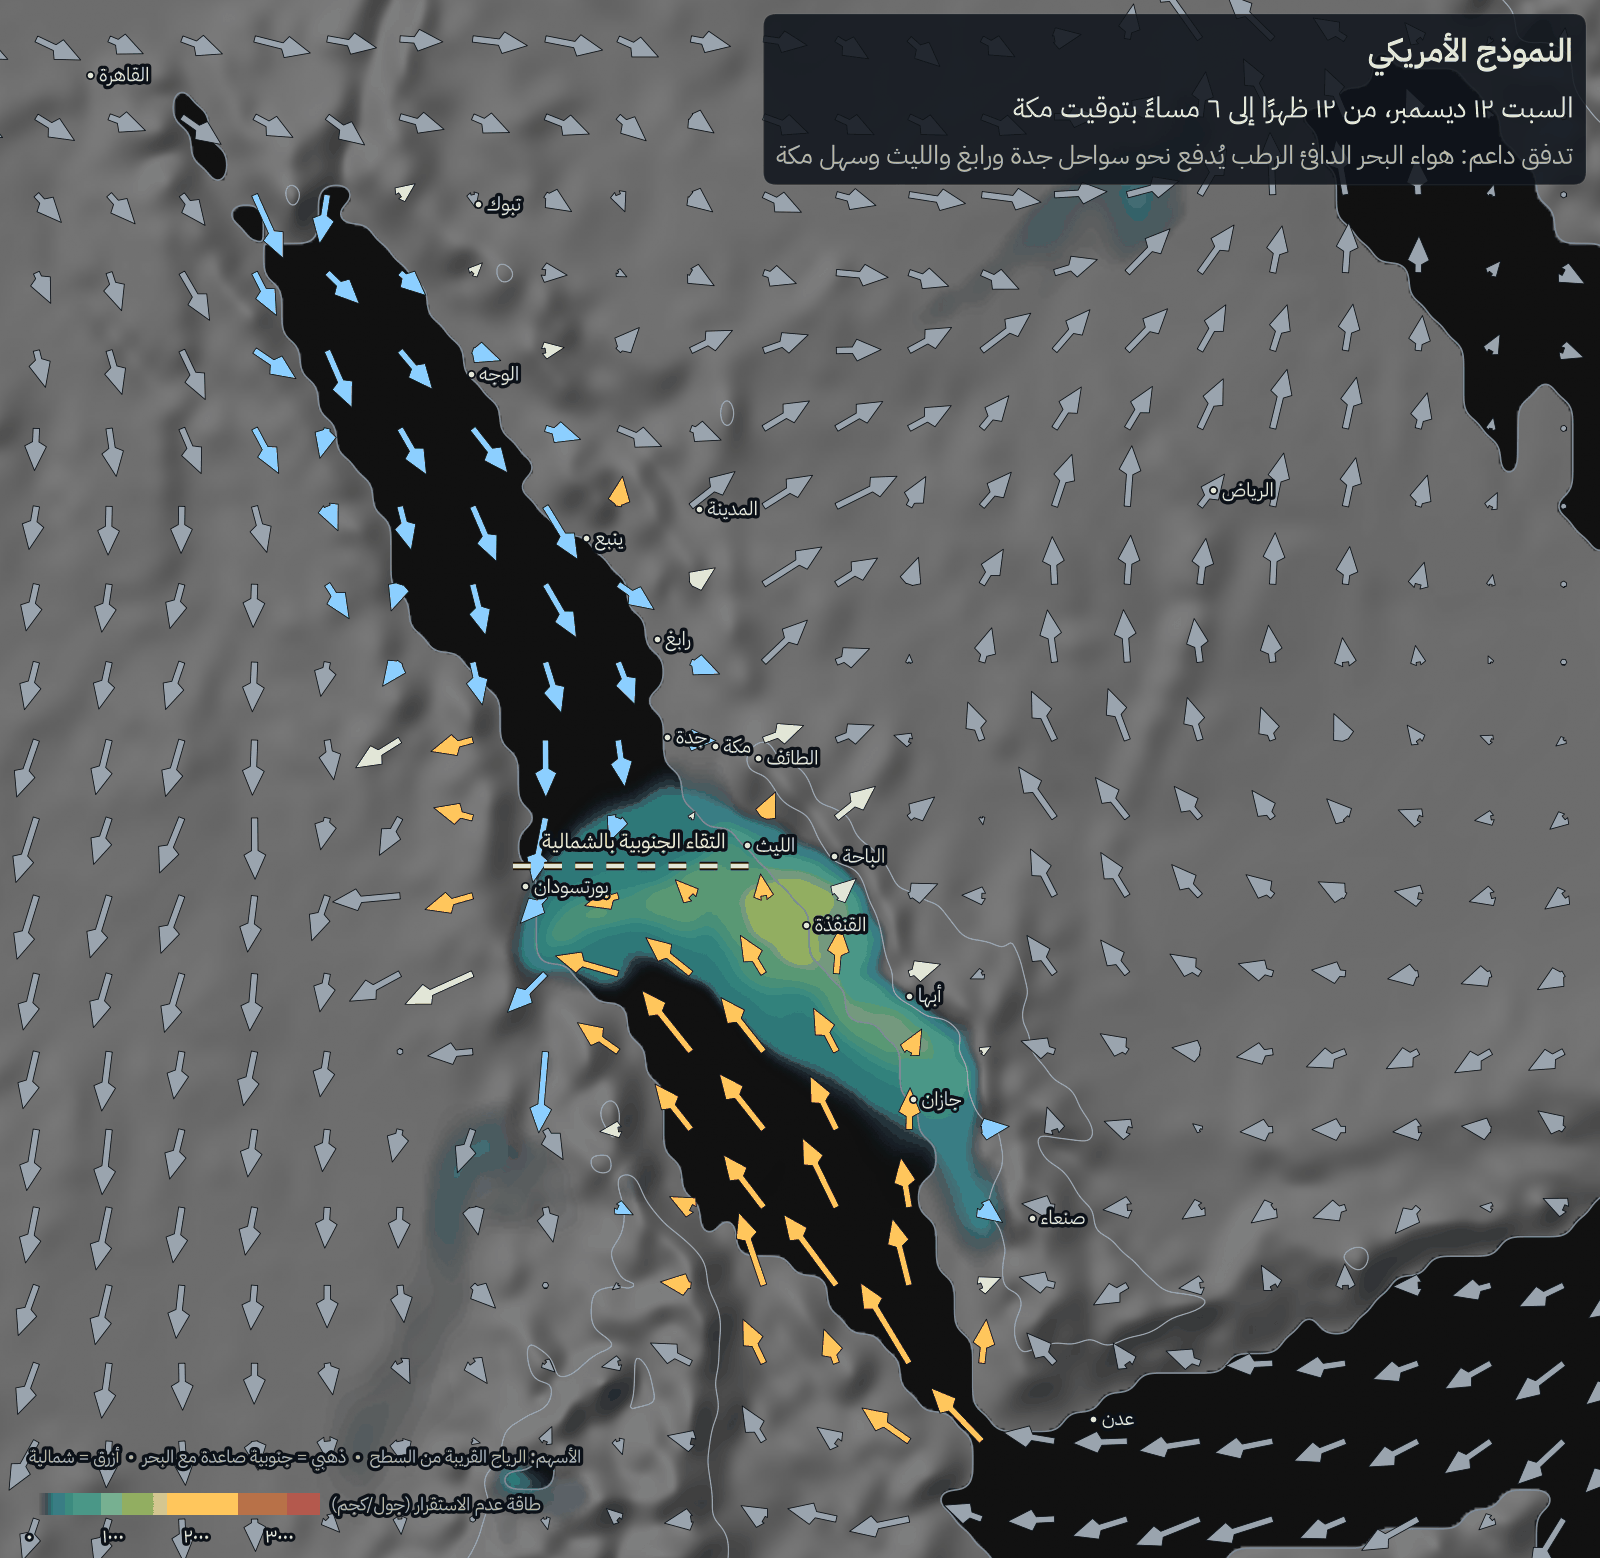 النموذج الأمريكي
السبت ١٢ ديسمبر، من ١٢ ظهرًا إلى ٦ مساءً بتوقيت مكة
تدفق داعم: هواء البحر الدافئ الرطب يُدفع نحو سواحل جدة ورابغ والليث وسهل مكة
القاهرة
تبوك
الوجه
الرياض
المدينة
ينبع
رابغ
جدة
مكة
الطائف
التقاء الجنوبية بالشمالية
الليث
الباحة
بورتسودان
القنفذة
أبها
جازان
صنعاء
عدن
الأسهم: الرياح القريبة من السطح • ذهبي = جنوبية صاعدة مع البحر • أزرق = شمالية
طاقة عدم الاستقرار (جول/كجم)
٠ ١٠٠٠ ٢٠٠٠ ٣٠٠٠